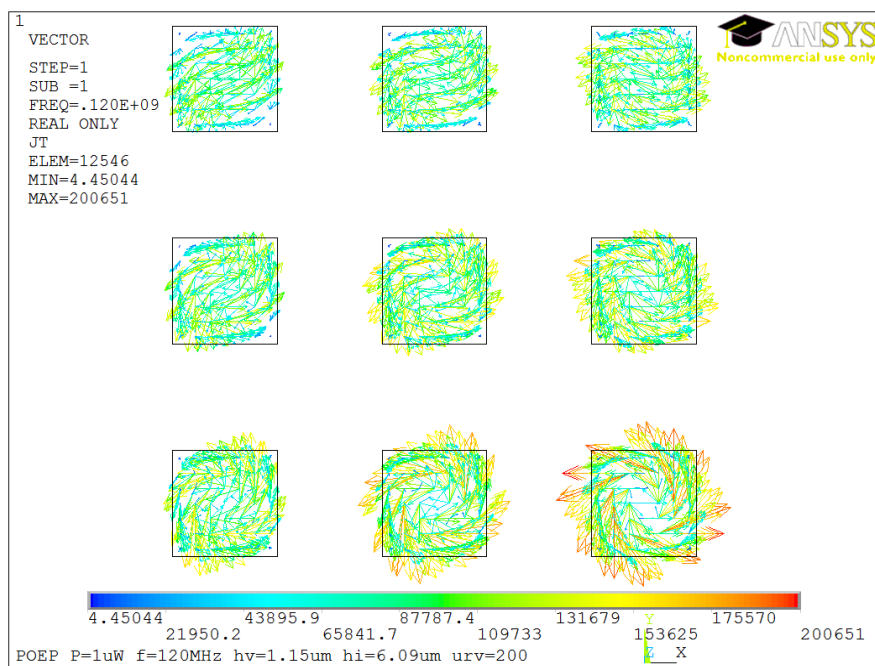 1
VECTOR
STEP=1
SUB =1
FREQ=.120E+09
REAL ONLY
JT
ELEM=12546
MIN=4.45044
MAX=200651
ANSYS
Noncommercial use only
4.45044 43895.9 87787.4 131679 175570
21950.2 65841.7 109733 153625 200651
Y
Z X
POEP P=1uW f=120MHz hv=1.15um hi=6.09um urv=200